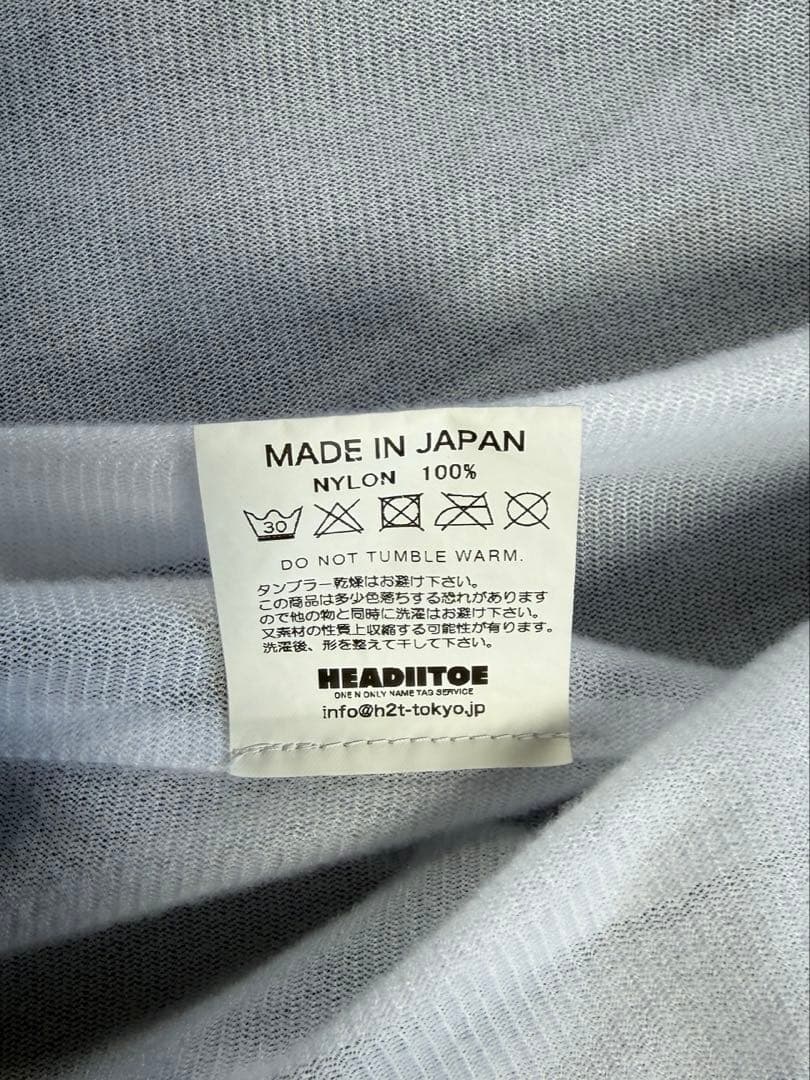 MADE IN JAPAN
NYLON 100%
30
DO NOT TUMBLE WARM.
タンブラー乾燥はお避け下さい。
この商品は多少色落ちする恐れがあります
ので他の物と同時に洗濯はお避け下さい。
又素材の性質上収縮する可能性が有ります。
洗濯後、形を整えて干して下さい。
HEADIITOE
ONE N ONLY NAME TAG SERVICE
info@h2t-tokyo.jp